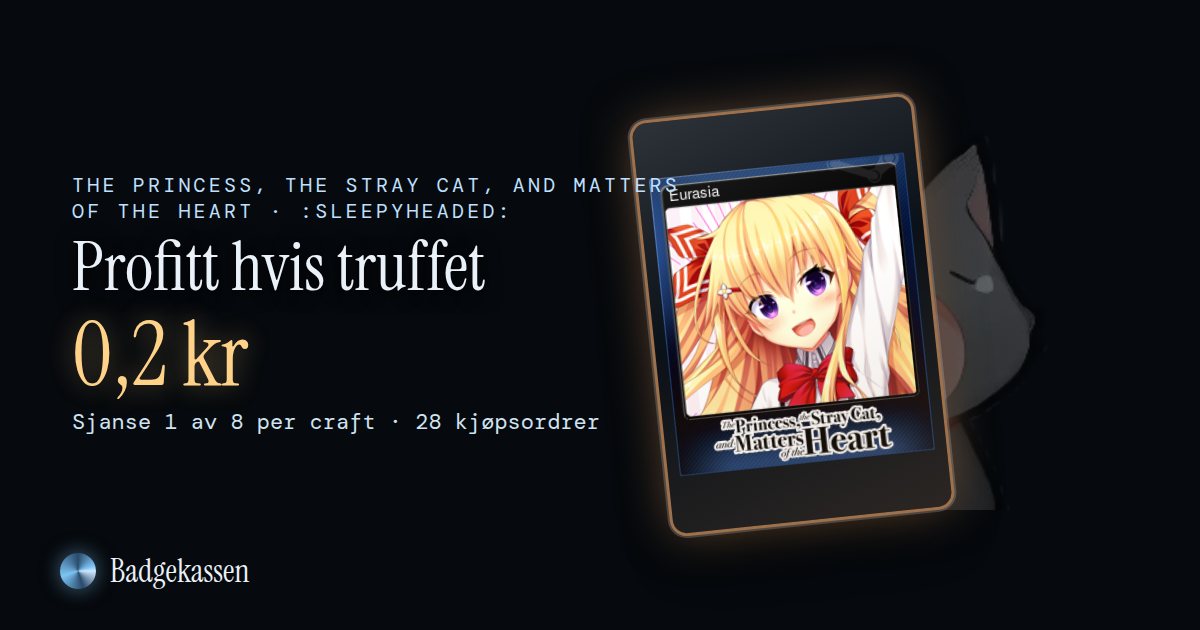 THE PRINCESS, THE STRAY CAT, AND MATTERS
OF THE HEART · :SLEEPYHEADED:
Profitt hvis truffet
0,2 kr
Sjanse 1 av 8 per craft · 28 kjøpsordrer
Badgekassen
Eurasia
The Princess, the Stray Cat,
and Matters of the Heart